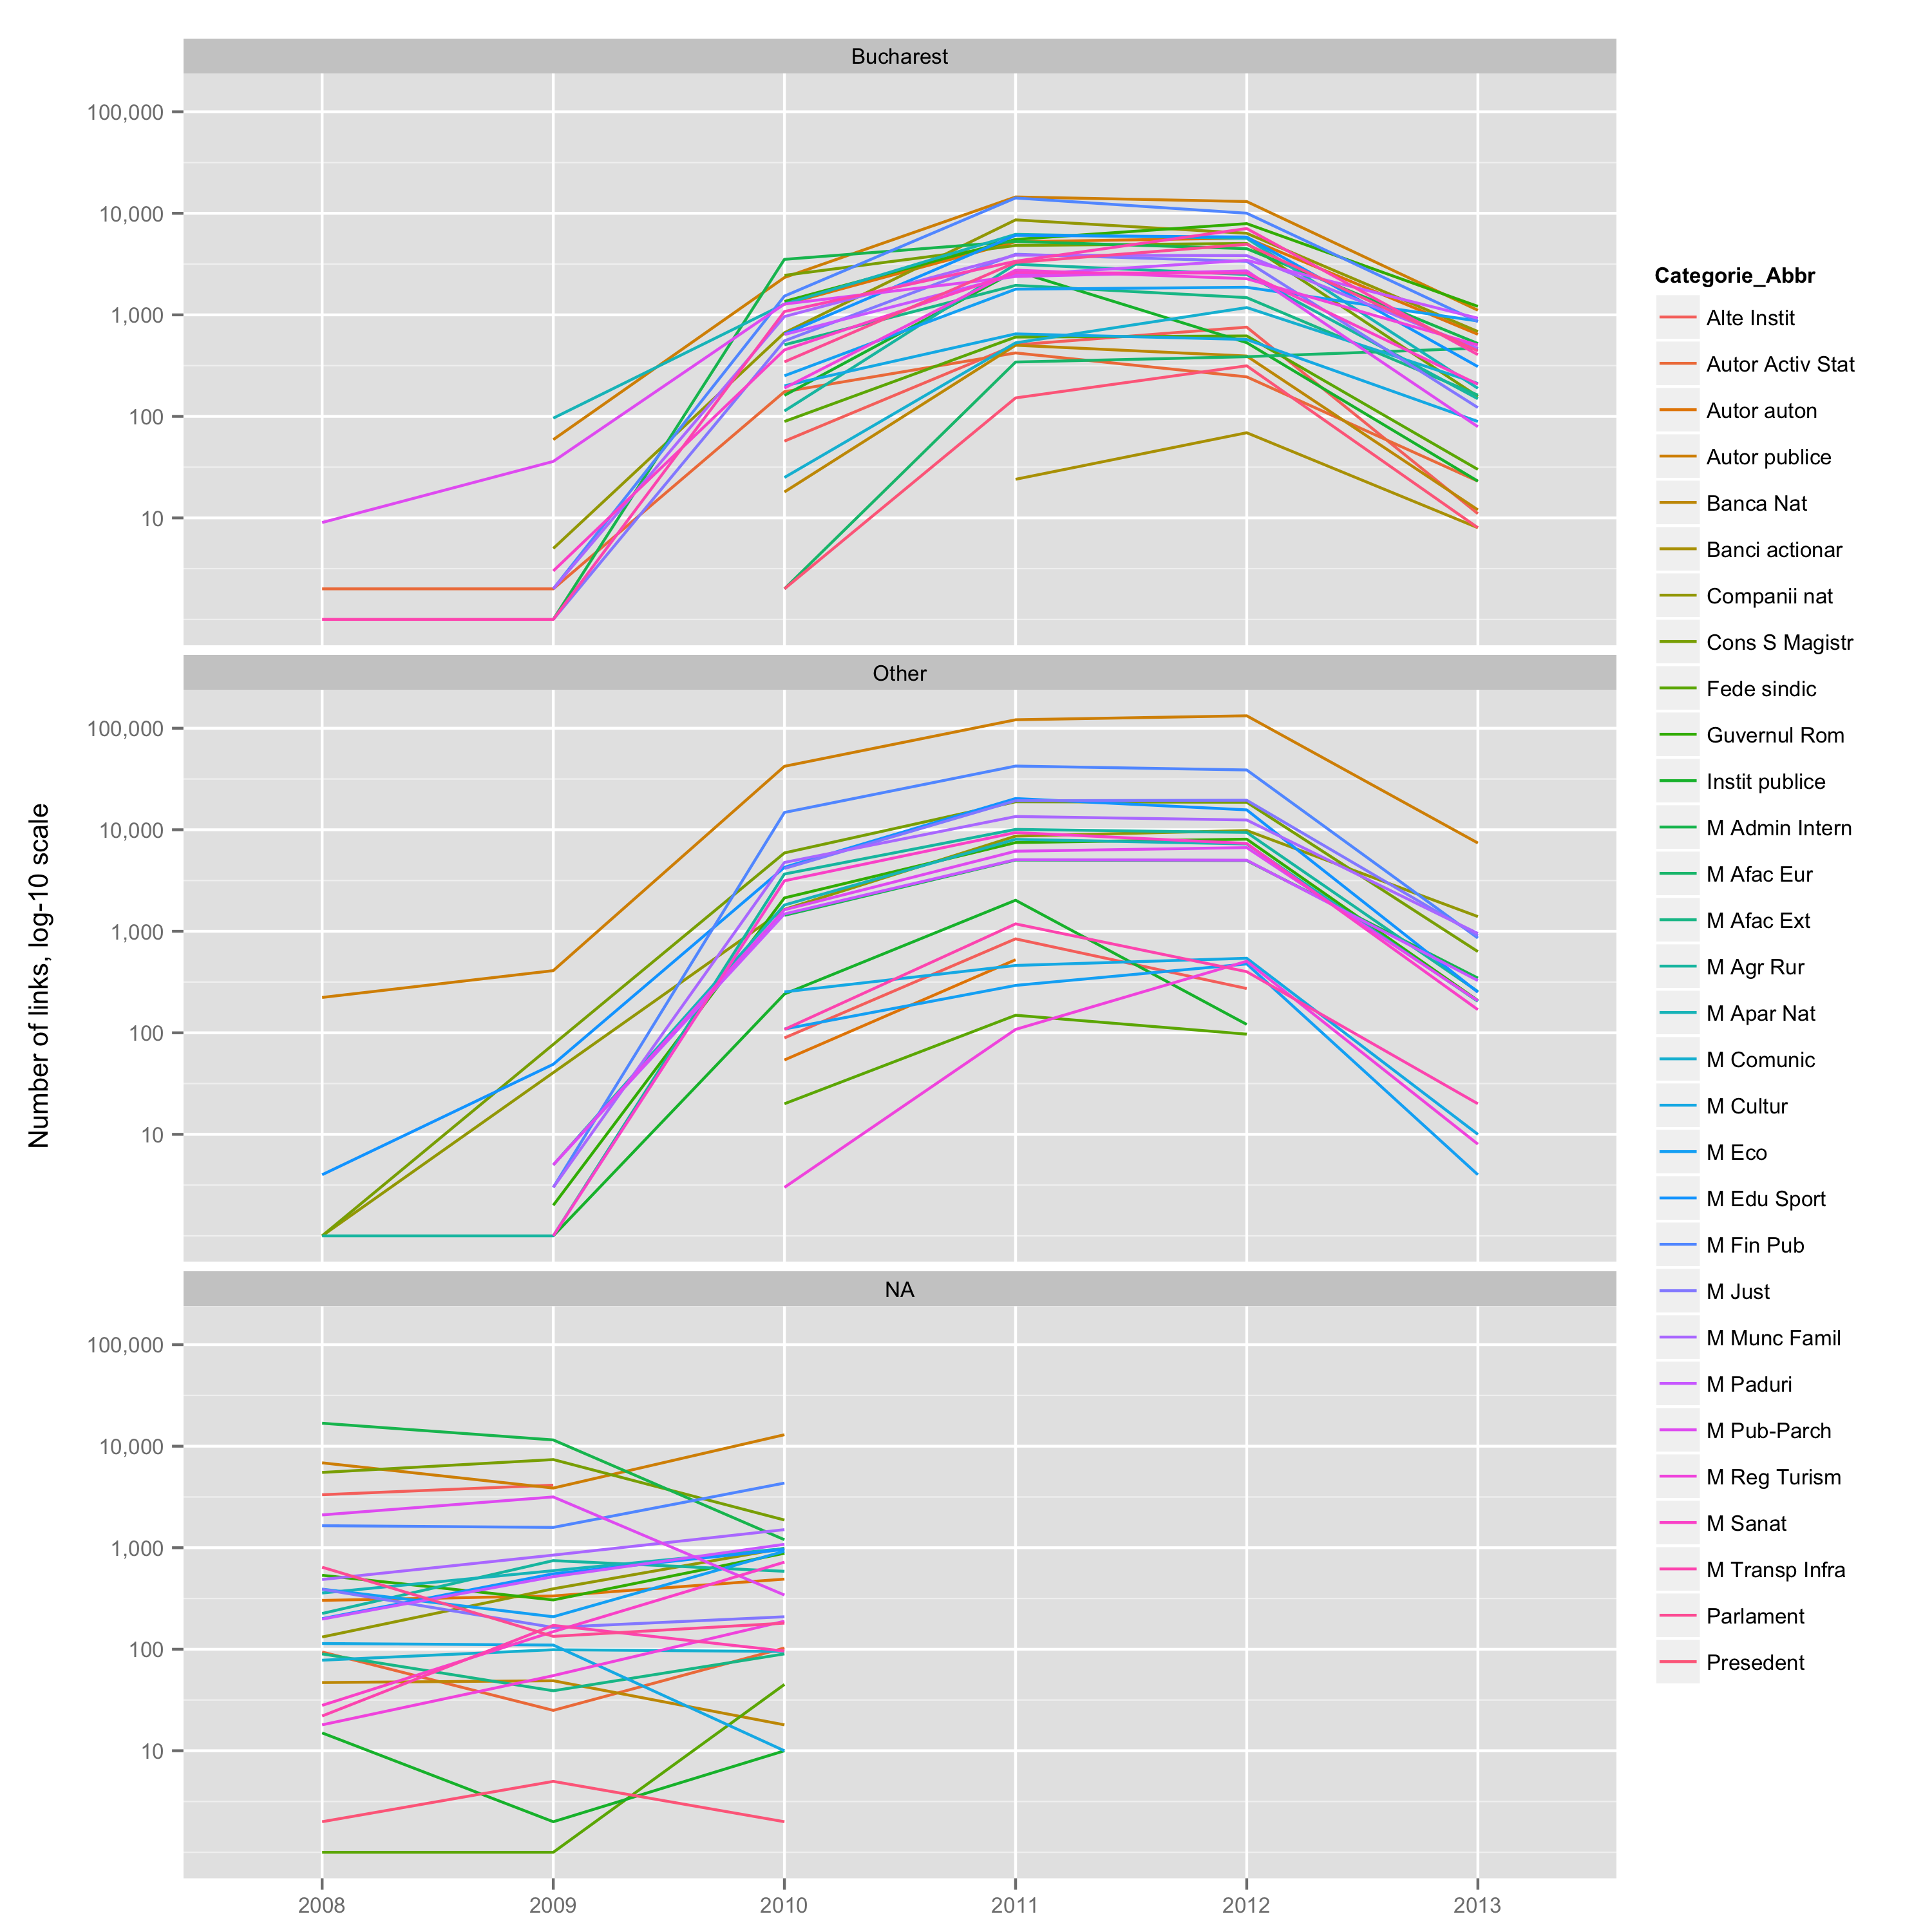 Bucharest
100,000
10,000
1,000
100
10
Other
100,000
10,000
1,000
100
10
NA
100,000
10,000
1,000
100
10
2008 2009 2010 2011 2012 2013
Number of links, log-10 scale
Categorie_Abbr
Alte Instit
Autor Activ Stat
Autor auton
Autor publice
Banca Nat
Banci actionar
Companii nat
Cons S Magistr
Fede sindic
Guvernul Rom
Instit publice
M Admin Intern
M Afac Eur
M Afac Ext
M Agr Rur
M Apar Nat
M Comunic
M Cultur
M Eco
M Edu Sport
M Fin Pub
M Just
M Munc Famil
M Paduri
M Pub-Parch
M Reg Turism
M Sanat
M Transp Infra
Parlament
Presedent